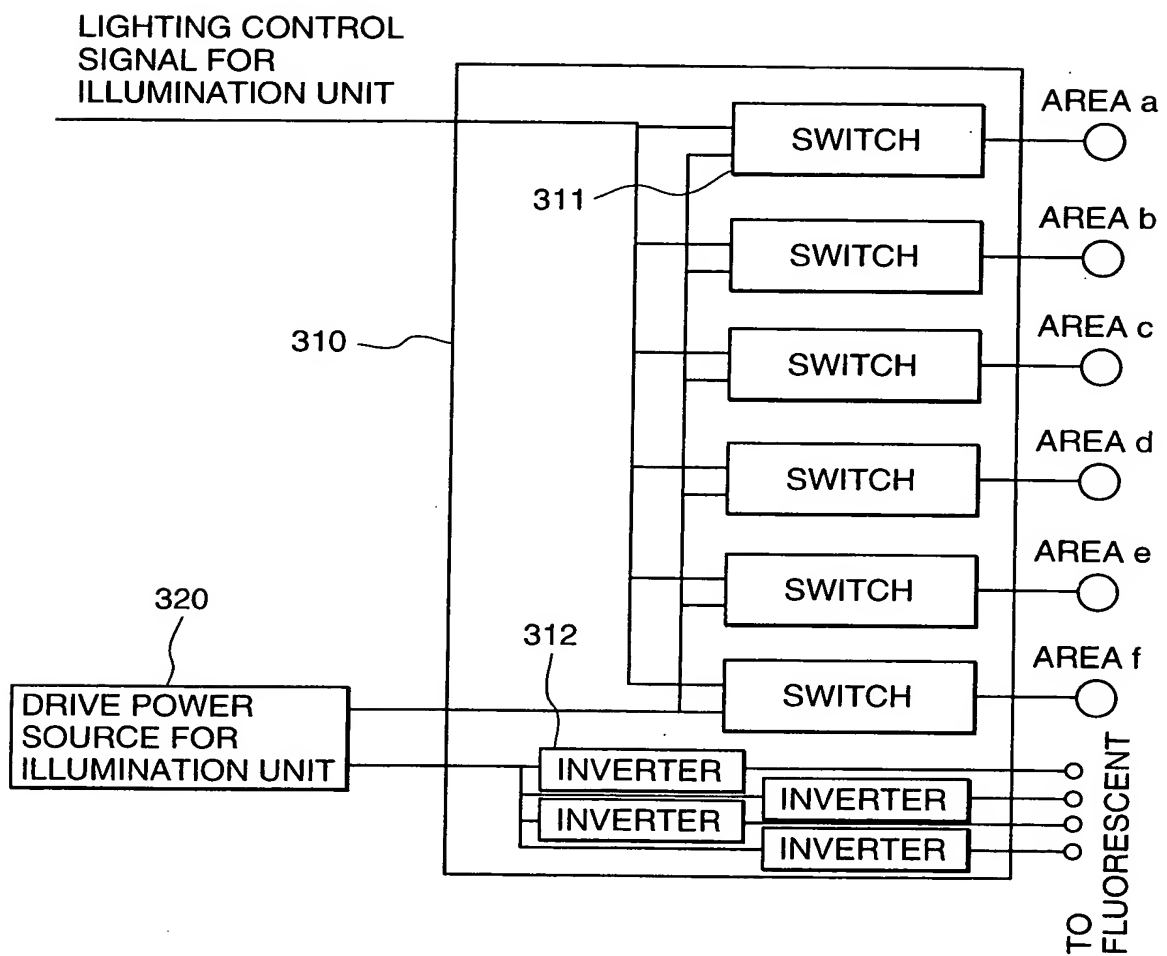 LIGHTING CONTROL
SIGNAL FOR
ILLUMINATION UNIT
AREA a
SWITCH
311
AREA b
SWITCH
310
AREA c
SWITCH
AREA d
SWITCH
AREA e
SWITCH
320
312
AREA f
SWITCH
DRIVE POWER
SOURCE FOR
ILLUMINATION UNIT
INVERTER
INVERTER
INVERTER
INVERTER
TO
FLUORESCENT